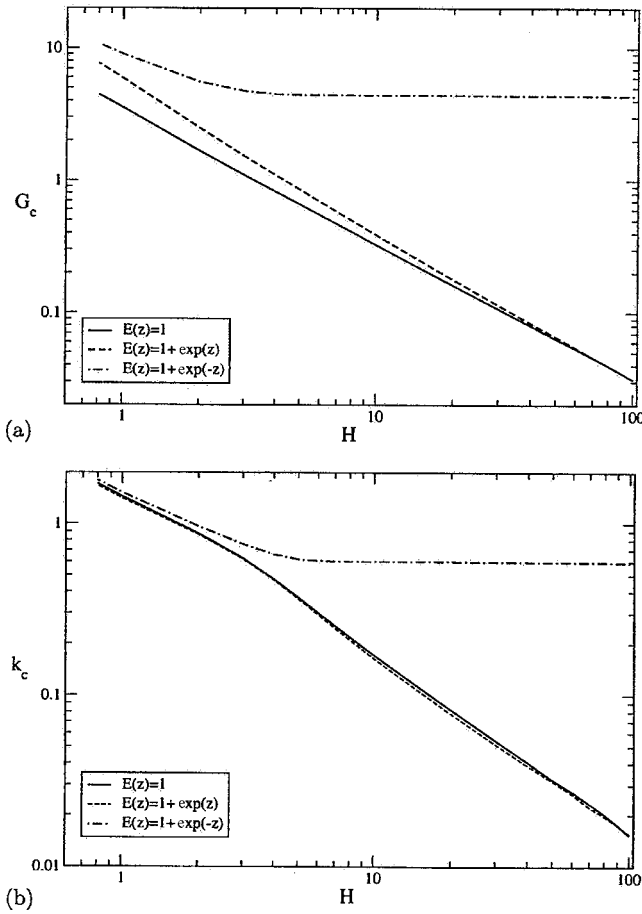 10
1
G_c
0.1
E(z)=1
E(z)=1+exp(z)
E(z)=1+exp(-z)
1
10
100
(a)
H
1
k_c
0.1
E(z)=1
E(z)=1+exp(z)
E(z)=1+exp(-z)
0.01
1
10
100
(b)
H